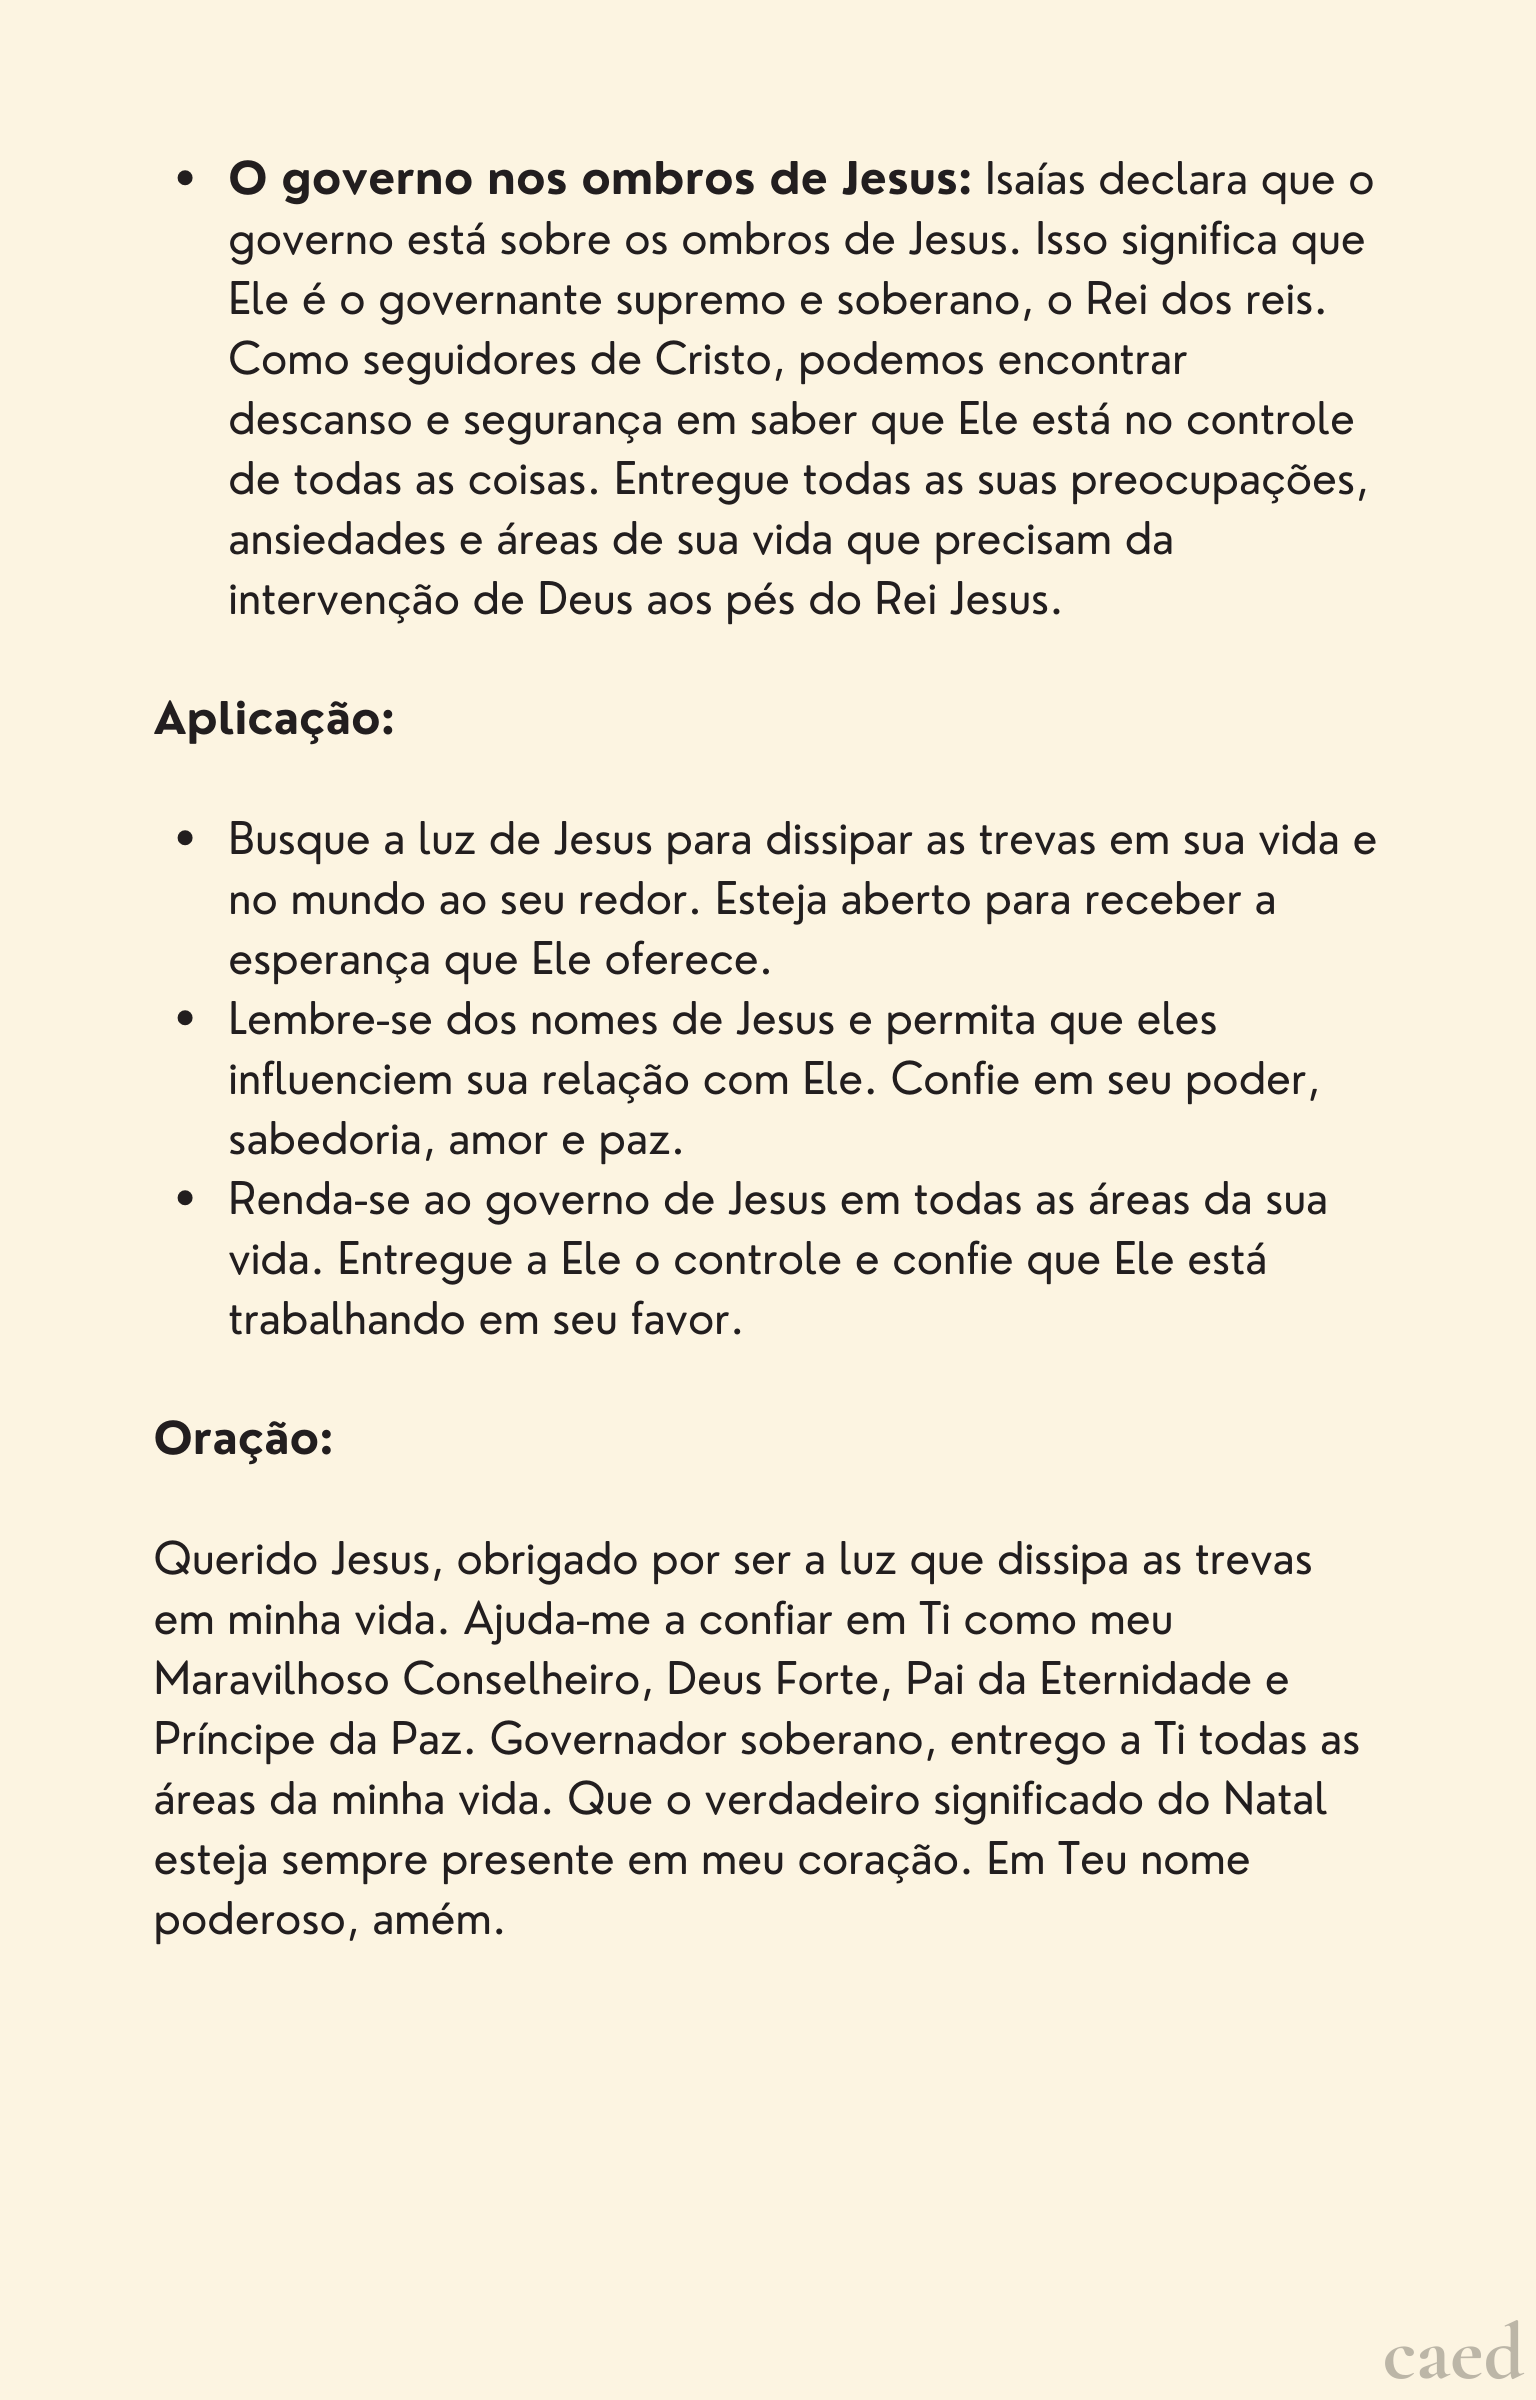 • O governo nos ombros de Jesus: Isaías declara que o
governo está sobre os ombros de Jesus. Isso significa que
Ele é o governante supremo e soberano, o Rei dos reis.
Como seguidores de Cristo, podemos encontrar
descanso e segurança em saber que Ele está no controle
de todas as coisas. Entregue todas as suas preocupações,
ansiedades e áreas de sua vida que precisam da
intervenção de Deus aos pés do Rei Jesus.
Aplicação:
• Busque a luz de Jesus para dissipar as trevas em sua vida e
no mundo ao seu redor. Esteja aberto para receber a
esperança que Ele oferece.
• Lembre-se dos nomes de Jesus e permita que eles
influenciem sua relação com Ele. Confie em seu poder,
sabedoria, amor e paz.
• Renda-se ao governo de Jesus em todas as áreas da sua
vida. Entregue a Ele o controle e confie que Ele está
trabalhando em seu favor.
Oração:
Querido Jesus, obrigado por ser a luz que dissipa as trevas
em minha vida. Ajuda-me a confiar em Ti como meu
Maravilhoso Conselheiro, Deus Forte, Pai da Eternidade e
Príncipe da Paz. Governador soberano, entrego a Ti todas as
áreas da minha vida. Que o verdadeiro significado do Natal
esteja sempre presente em meu coração. Em Teu nome
poderoso, amém.
caed